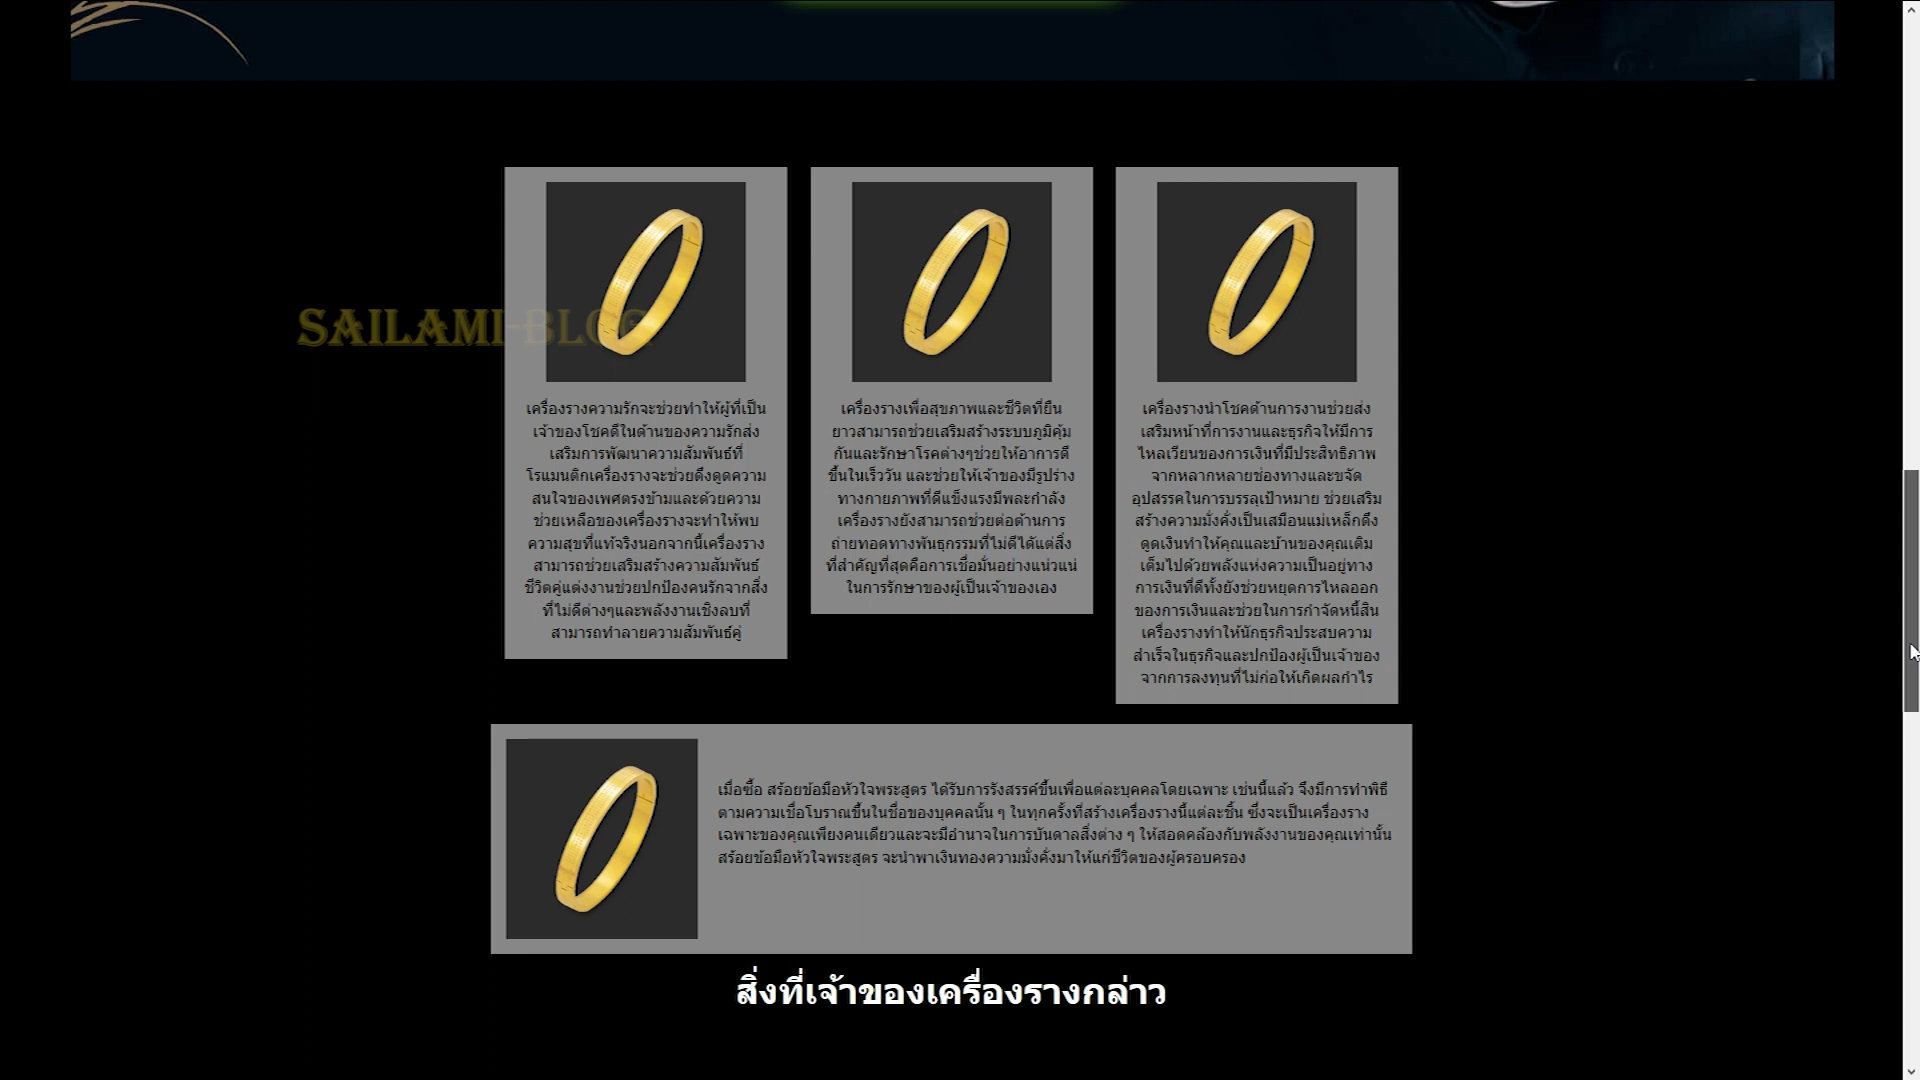 SAILAMI-BLOG
เครื่องรางความรักจะช่วยทำให้ผู้ที่เป็น
เจ้าของโชคดีในด้านของความรักส่ง
เสริมการพัฒนาความสัมพันธ์ที่
โรแมนติกเครื่องรางจะช่วยดึงดูดความ
สนใจของเพศตรงข้ามและด้วยความ
ช่วยเหลือของเครื่องรางจะทำให้พบ
ความสุขที่แท้จริงนอกจากนี้เครื่องราง
สามารถช่วยเสริมสร้างความสัมพันธ์
ชีวิตคู่แต่งงานช่วยปกป้องคนรักจากสิ่ง
ที่ไม่ดีต่างๆและพลังงานเชิงลบที่
สามารถทำลายความสัมพันธ์คู่
เครื่องรางเพื่อสุขภาพและชีวิตที่ยืน
ยาวสามารถช่วยเสริมสร้างระบบภูมิคุ้ม
กันและรักษาโรคต่างๆช่วยให้อาการดี
ขึ้นในเร็ววัน และช่วยให้เจ้าของมีรูปร่าง
ทางกายภาพที่ดีแข็งแรงมีพละกำลัง
เครื่องรางยังสามารถช่วยต่อต้านการ
ถ่ายทอดทางพันธุกรรมที่ไม่ดีได้แต่สิ่ง
ที่สำคัญที่สุดคือการเชื่อมั่นอย่างแน่วแน่
ในการรักษาของผู้เป็นเจ้าของเอง
เครื่องรางนำโชคด้านการงานช่วยส่ง
เสริมหน้าที่การงานและธุรกิจให้มีการ
ไหลเวียนของการเงินที่มีประสิทธิภาพ
จากหลากหลายช่องทางและขจัด
อุปสรรคในการบรรลุเป้าหมาย ช่วยเสริม
สร้างความมั่งคั่งเป็นเสมือนแม่เหล็กดึง
ดูดเงินทำให้คุณและบ้านของคุณเติม
เต็มไปด้วยพลังแห่งความเป็นอยู่ทาง
การเงินที่ดีทั้งยังช่วยหยุดการไหลออก
ของการเงินและช่วยในการกำจัดหนี้สิน
เครื่องรางทำให้นักธุรกิจประสบความ
สำเร็จในธุรกิจและปกป้องผู้เป็นเจ้าของ
จากการลงทุนที่ไม่ก่อให้เกิดผลกำไร
เมื่อซื้อ สร้อยข้อมือหัวใจพระสูตร ได้รับการรังสรรค์ขึ้นเพื่อแต่ละบุคคลโดยเฉพาะ เช่นนี้แล้ว จึงมีการทำพิธี
ตามความเชื่อโบราณขึ้นในชื่อของบุคคลนั้น ๆ ในทุกครั้งที่สร้างเครื่องรางนี้แต่ละชิ้น ซึ่งจะเป็นเครื่องราง
เฉพาะของคุณเพียงคนเดียวและจะมีอำนาจในการบันดาลสิ่งต่าง ๆ ให้สอดคล้องกับพลังงานของคุณเท่านั้น
สร้อยข้อมือหัวใจพระสูตร จะนำพาเงินทองความมั่งคั่งมาให้แก่ชีวิตของผู้ครอบครอง
สิ่งที่เจ้าของเครื่องรางกล่าว